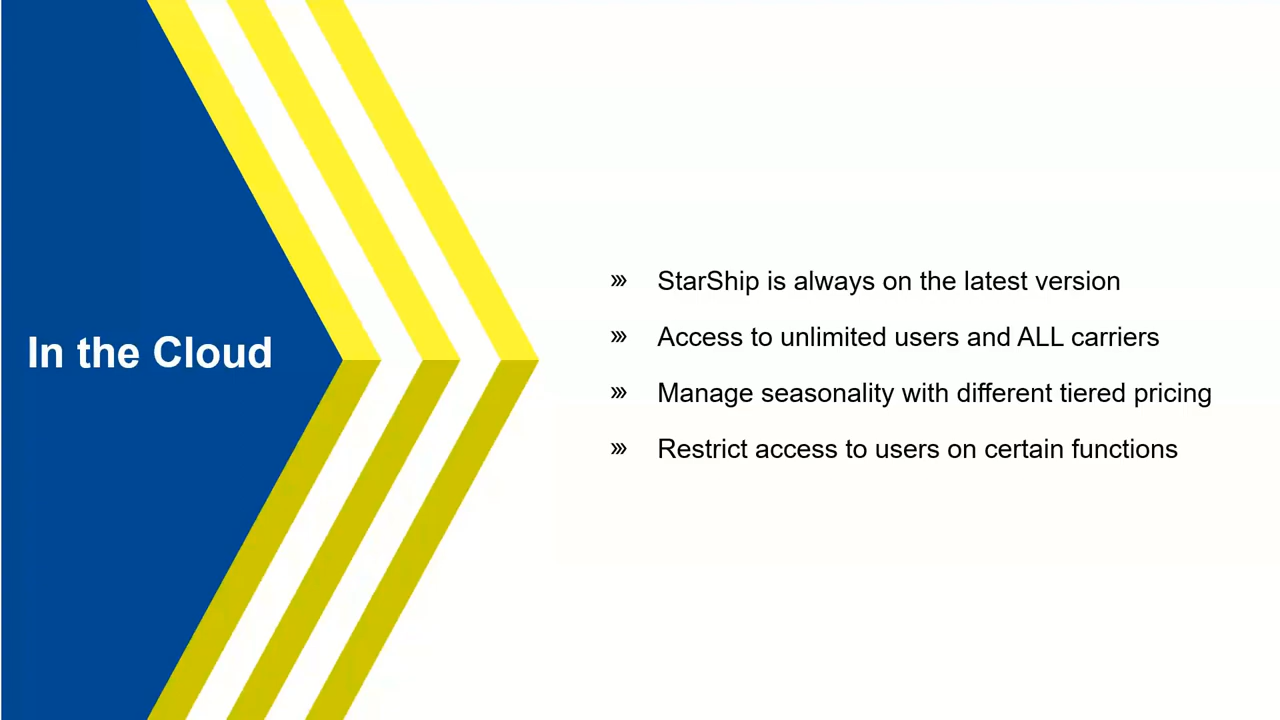 In the Cloud
››› StarShip is always on the latest version
››› Access to unlimited users and ALL carriers
››› Manage seasonality with different tiered pricing
››› Restrict access to users on certain functions